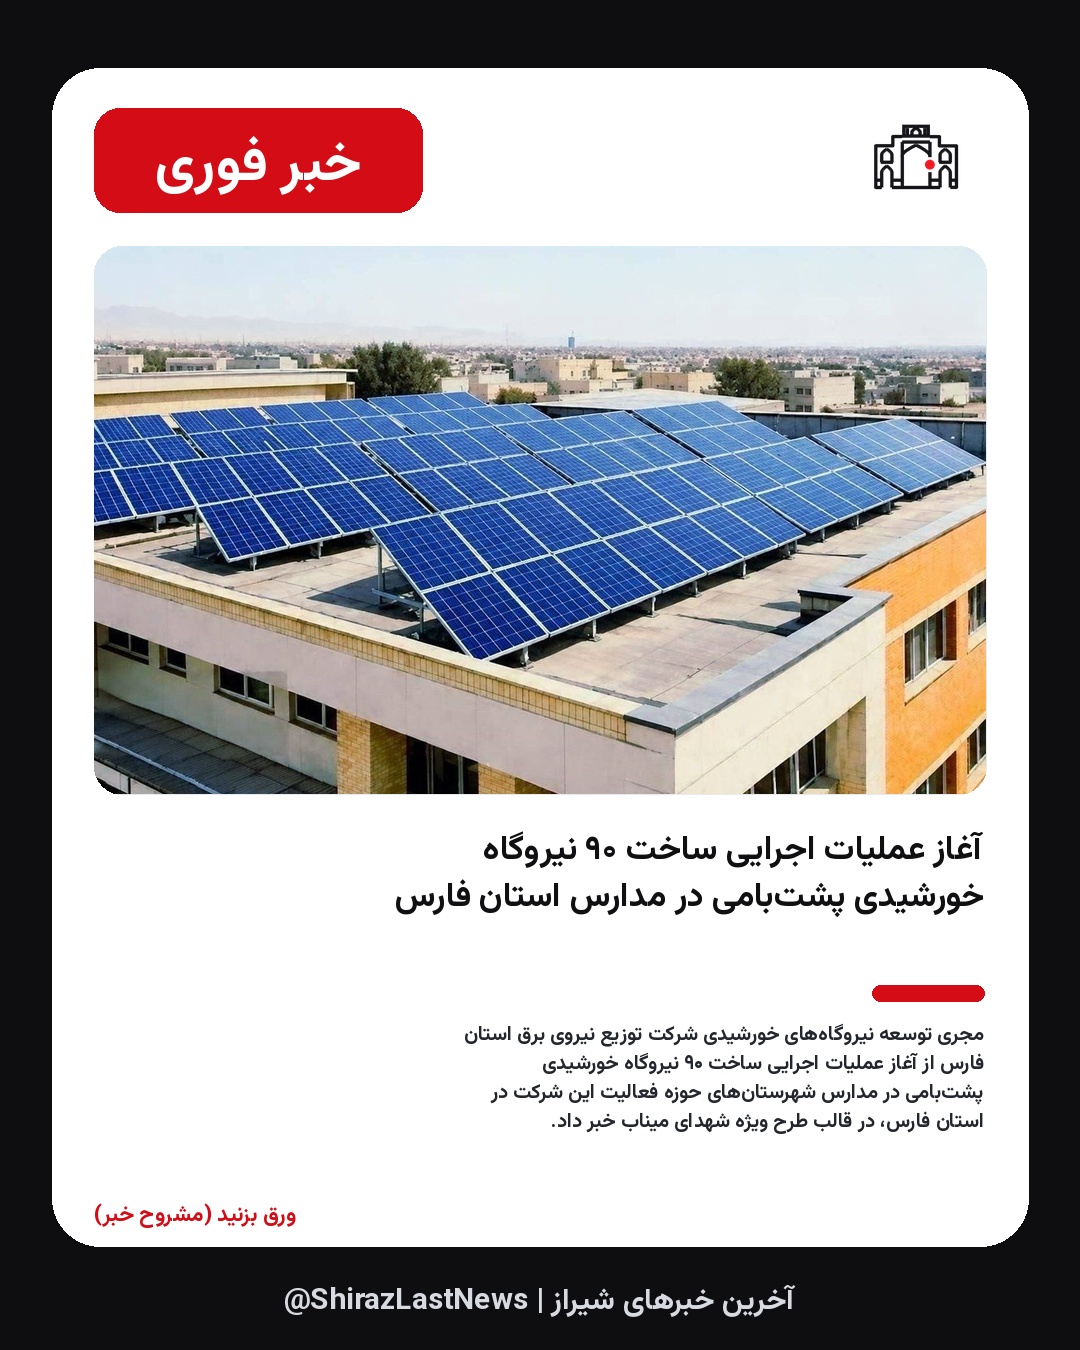 خبر فوری
آغاز عملیات اجرایی ساخت ۹۰ نیروگاه
خورشیدی پشت‌بامی در مدارس استان فارس
مجری توسعه نیروگاه‌های خورشیدی شرکت توزیع نیروی برق استان
فارس از آغاز عملیات اجرایی ساخت ۹۰ نیروگاه خورشیدی
پشت‌بامی در مدارس شهرستان‌های حوزه فعالیت این شرکت در
استان فارس، در قالب طرح ویژه شهدای میناب خبر داد.
ورق بزنید (مشروح خبر)
آخرین خبرهای شیراز | @ShirazLastNews